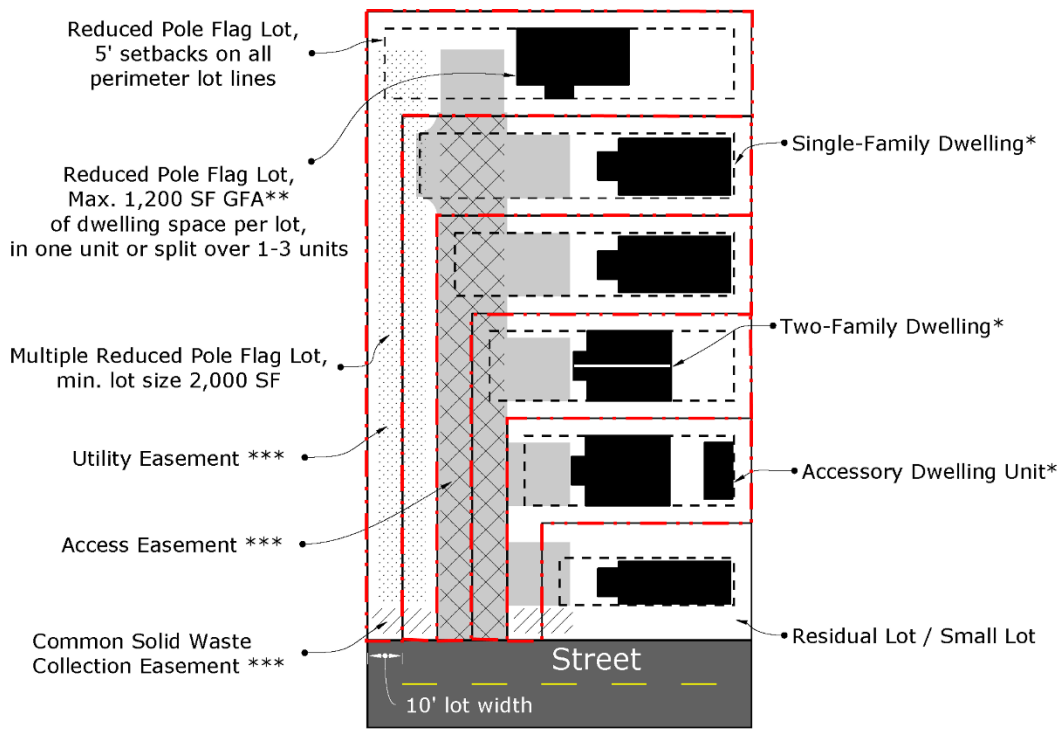 Reduced Pole Flag Lot,
5' setbacks on all
perimeter lot lines
Reduced Pole Flag Lot,
Max. 1,200 SF GFA**
of dwelling space per lot,
in one unit or split over 1-3 units
Multiple Reduced Pole Flag Lot,
min. lot size 2,000 SF
Utility Easement ***
Access Easement ***
Common Solid Waste
Collection Easement ***
Single-Family Dwelling*
Two-Family Dwelling*
Accessory Dwelling Unit*
Residual Lot / Small Lot
Street
10' lot width